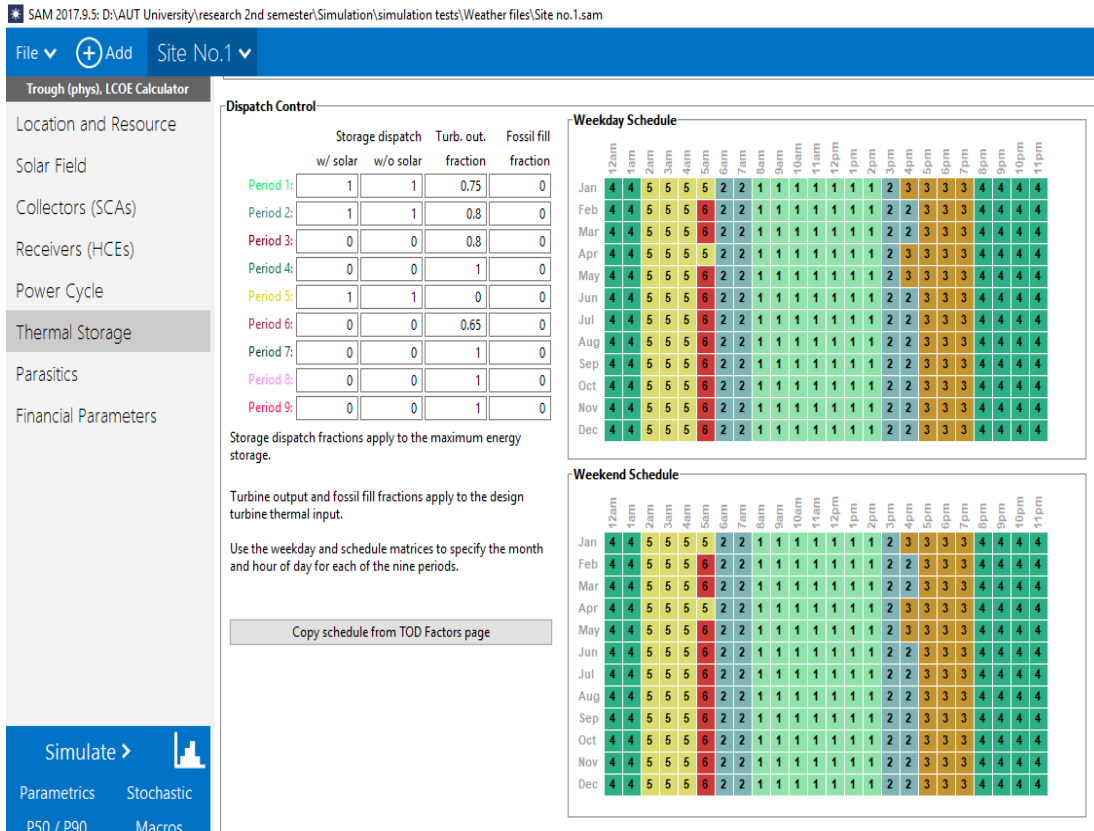 SAM 2017.9.5: D:\AUT University\research 2nd semester\Simulation\simulation tests\Weather files\Site no.1.sam
File Add Site No.1
Trough (phys), LCOE Calculator
Location and Resource
Solar Field
Collectors (SCAs)
Receivers (HCEs)
Power Cycle
Thermal Storage
Parasitics
Financial Parameters
Simulate >
Parametrics Stochastic
P50 / P90 Macros
Dispatch Control
Storage dispatch Turb. out. Fossil fill
w/ solar w/o solar fraction fraction
Period 1: 1 1 0.75 0
Period 2: 1 1 0.8 0
Period 3: 0 0 0.8 0
Period 4: 0 0 1 0
Period 5: 1 1 0 0
Period 6: 0 0 0.65 0
Period 7: 0 0 1 0
Period 8: 0 0 1 0
Period 9: 0 0 1 0
Storage dispatch fractions apply to the maximum energy
storage.
Turbine output and fossil fill fractions apply to the design
turbine thermal input.
Use the weekday and schedule matrices to specify the month
and hour of day for each of the nine periods.
Copy schedule from TOD Factors page
Weekday Schedule
12am 1am 2am 3am 4am 5am 6am 7am 8am 9am 10am 11am 12pm 1pm 2pm 3pm 4pm 5pm 6pm 7pm 8pm 9pm 10pm 11pm
Jan 4 4 5 5 5 5 2 2 1 1 1 1 1 1 1 2 3 3 3 3 4 4 4 4
Feb 4 4 5 5 5 6 2 2 1 1 1 1 1 1 1 2 2 3 3 3 4 4 4 4
Mar 4 4 5 5 5 6 2 2 1 1 1 1 1 1 1 2 2 3 3 3 4 4 4 4
Apr 4 4 5 5 5 5 2 2 1 1 1 1 1 1 1 2 3 3 3 3 4 4 4 4
May 4 4 5 5 5 6 2 2 1 1 1 1 1 1 1 2 3 3 3 3 4 4 4 4
Jun 4 4 5 5 5 6 2 2 1 1 1 1 1 1 1 2 2 3 3 3 4 4 4 4
Jul 4 4 5 5 5 6 2 2 1 1 1 1 1 1 1 2 2 3 3 3 4 4 4 4
Aug 4 4 5 5 5 6 2 2 1 1 1 1 1 1 1 2 2 3 3 3 4 4 4 4
Sep 4 4 5 5 5 6 2 2 1 1 1 1 1 1 1 2 2 3 3 3 4 4 4 4
Oct 4 4 5 5 5 6 2 2 1 1 1 1 1 1 1 2 2 3 3 3 4 4 4 4
Nov 4 4 5 5 5 6 2 2 1 1 1 1 1 1 1 2 2 3 3 3 4 4 4 4
Dec 4 4 5 5 5 6 2 2 1 1 1 1 1 1 1 2 2 3 3 3 4 4 4 4
Weekend Schedule
12am 1am 2am 3am 4am 5am 6am 7am 8am 9am 10am 11am 12pm 1pm 2pm 3pm 4pm 5pm 6pm 7pm 8pm 9pm 10pm 11pm
Jan 4 4 5 5 5 5 2 2 1 1 1 1 1 1 1 2 3 3 3 3 4 4 4 4
Feb 4 4 5 5 5 6 2 2 1 1 1 1 1 1 1 2 2 3 3 3 4 4 4 4
Mar 4 4 5 5 5 6 2 2 1 1 1 1 1 1 1 2 2 3 3 3 4 4 4 4
Apr 4 4 5 5 5 5 2 2 1 1 1 1 1 1 1 2 3 3 3 3 4 4 4 4
May 4 4 5 5 5 6 2 2 1 1 1 1 1 1 1 2 3 3 3 3 4 4 4 4
Jun 4 4 5 5 5 6 2 2 1 1 1 1 1 1 1 2 2 3 3 3 4 4 4 4
Jul 4 4 5 5 5 6 2 2 1 1 1 1 1 1 1 2 2 3 3 3 4 4 4 4
Aug 4 4 5 5 5 6 2 2 1 1 1 1 1 1 1 2 2 3 3 3 4 4 4 4
Sep 4 4 5 5 5 6 2 2 1 1 1 1 1 1 1 2 2 3 3 3 4 4 4 4
Oct 4 4 5 5 5 6 2 2 1 1 1 1 1 1 1 2 2 3 3 3 4 4 4 4
Nov 4 4 5 5 5 6 2 2 1 1 1 1 1 1 1 2 2 3 3 3 4 4 4 4
Dec 4 4 5 5 5 6 2 2 1 1 1 1 1 1 1 2 2 3 3 3 4 4 4 4